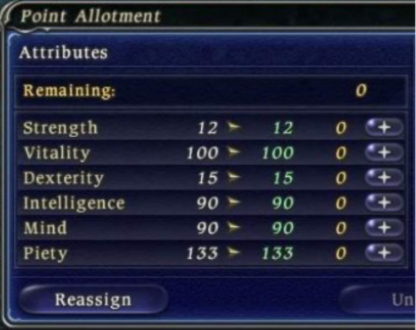 Point Allotment
Attributes
Remaining: 0
Strength 12 ➤ 12 0 +
Vitality 100 ➤ 100 0 +
Dexterity 15 ➤ 15 0 +
Intelligence 90 ➤ 90 0 +
Mind 90 ➤ 90 0 +
Piety 133 ➤ 133 0 +
Reassign Un